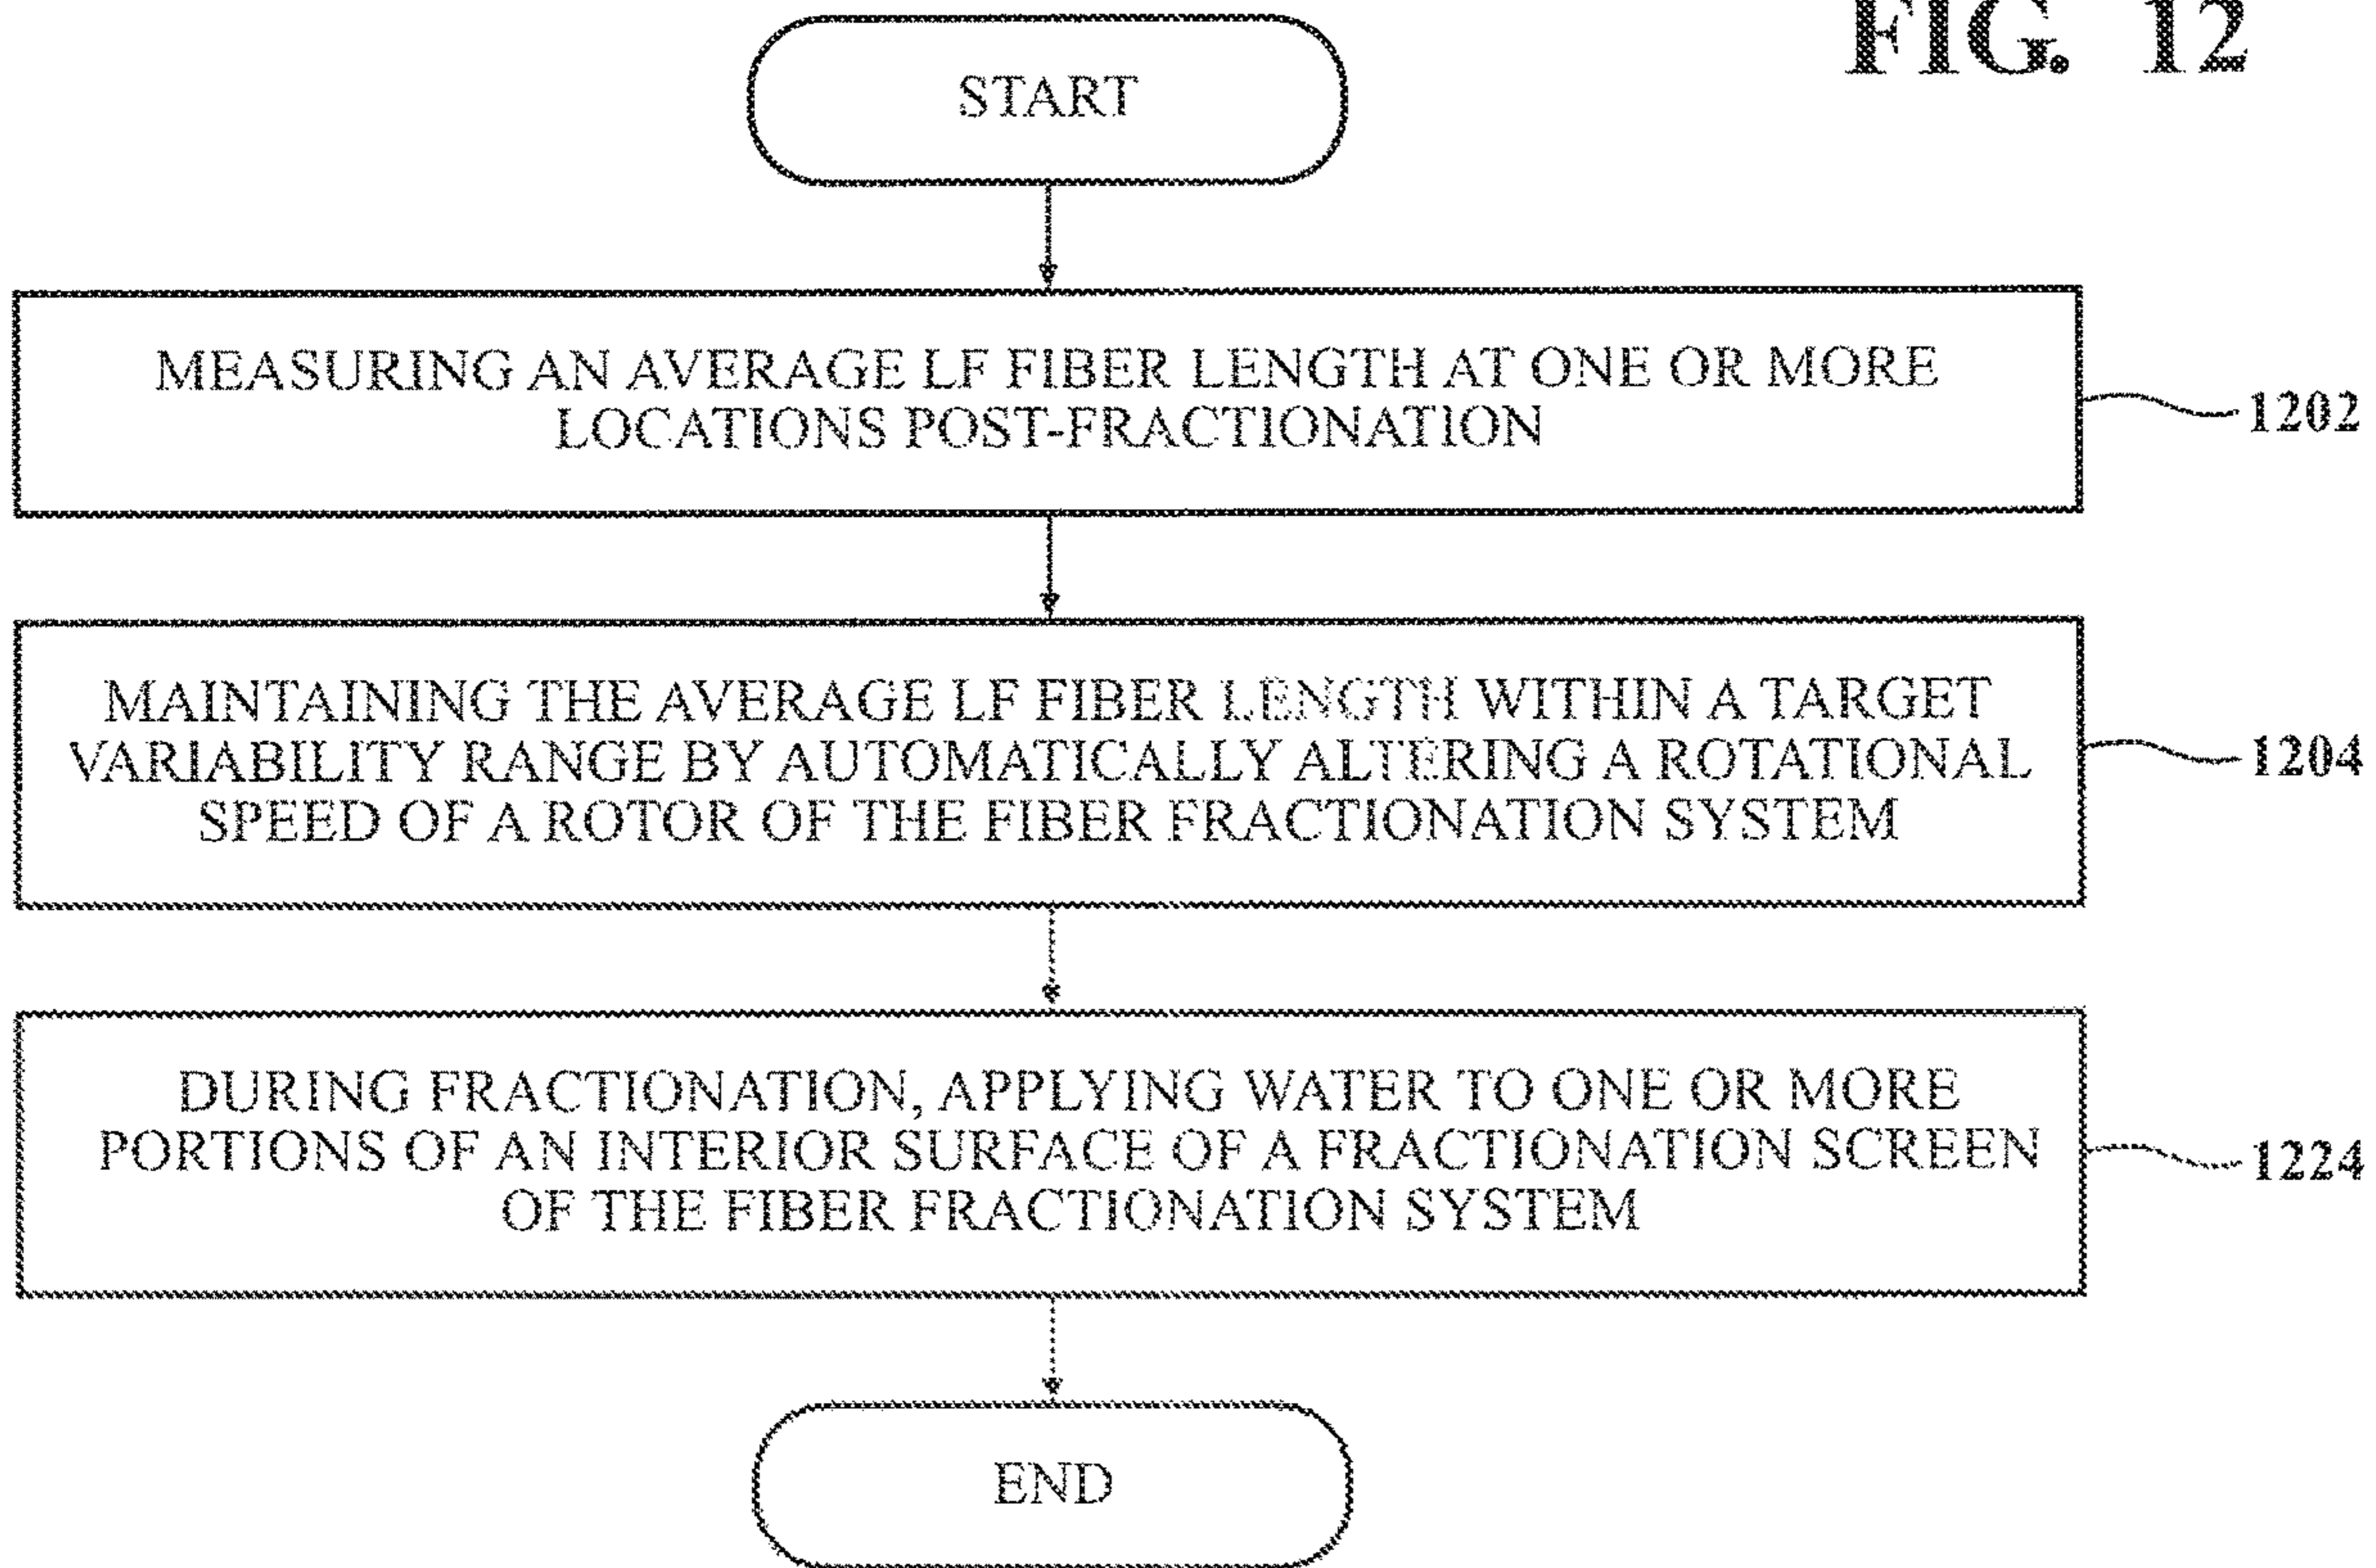 FIG. 12
START
MEASURING AN AVERAGE LF FIBER LENGTH AT ONE OR MORE
LOCATIONS POST-FRACTIONATION
1202
MAINTAINING THE AVERAGE LF FIBER LENGTH WITHIN A TARGET
VARIABILITY RANGE BY AUTOMATICALLY ALTERING A ROTATIONAL
SPEED OF A ROTOR OF THE FIBER FRACTIONATION SYSTEM
1204
DURING FRACTIONATION, APPLYING WATER TO ONE OR MORE
PORTIONS OF AN INTERIOR SURFACE OF A FRACTIONATION SCREEN
OF THE FIBER FRACTIONATION SYSTEM
1224
END